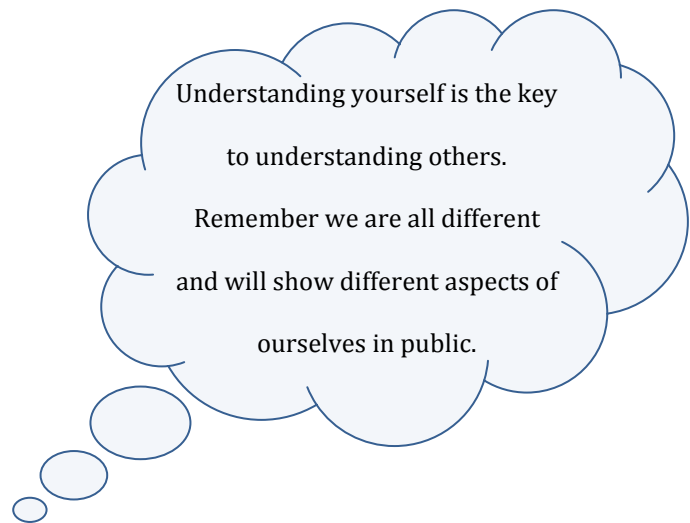 Understanding yourself is the key
to understanding others.
Remember we are all different
and will show different aspects of
ourselves in public.